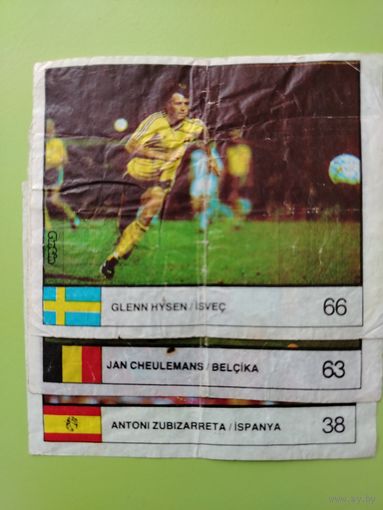 GLENN HYSEN / İSVEÇ 66
JAN CHEULEMANS / BELÇİKA 63
ANTONI ZUBIZARRETA / İSPANYA 38